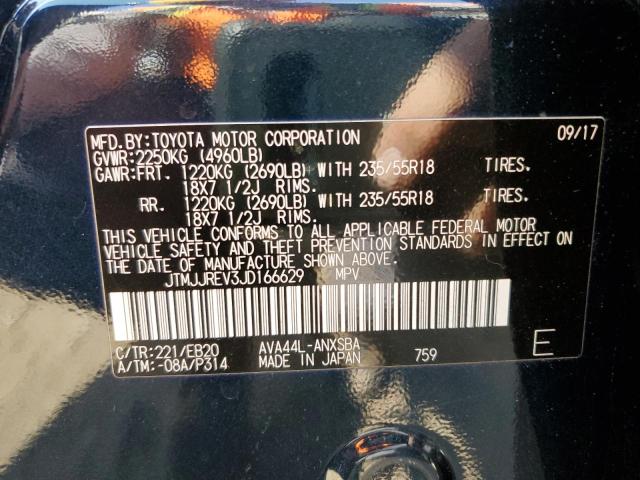 MFD.BY:TOYOTA MOTOR CORPORATION 09/17
GVWR:2250KG (4960LB)
GAWR:FRT. 1220KG (2690LB) WITH 235/55R18 TIRES.
18X7 1/2J RIMS.
RR. 1220KG (2690LB) WITH 235/55R18 TIRES.
18X7 1/2J RIMS.
THIS VEHICLE CONFORMS TO ALL APPLICABLE FEDERAL MOTOR
VEHICLE SAFETY AND THEFT PREVENTION STANDARDS IN EFFECT ON
THE DATE OF MANUFACTURE SHOWN ABOVE.
JTMJJREV3JD166629 MPV
C/TR:221/EB20 AVA44L-ANXSBA
A/TM:-08A/P314 MADE IN JAPAN 759 E